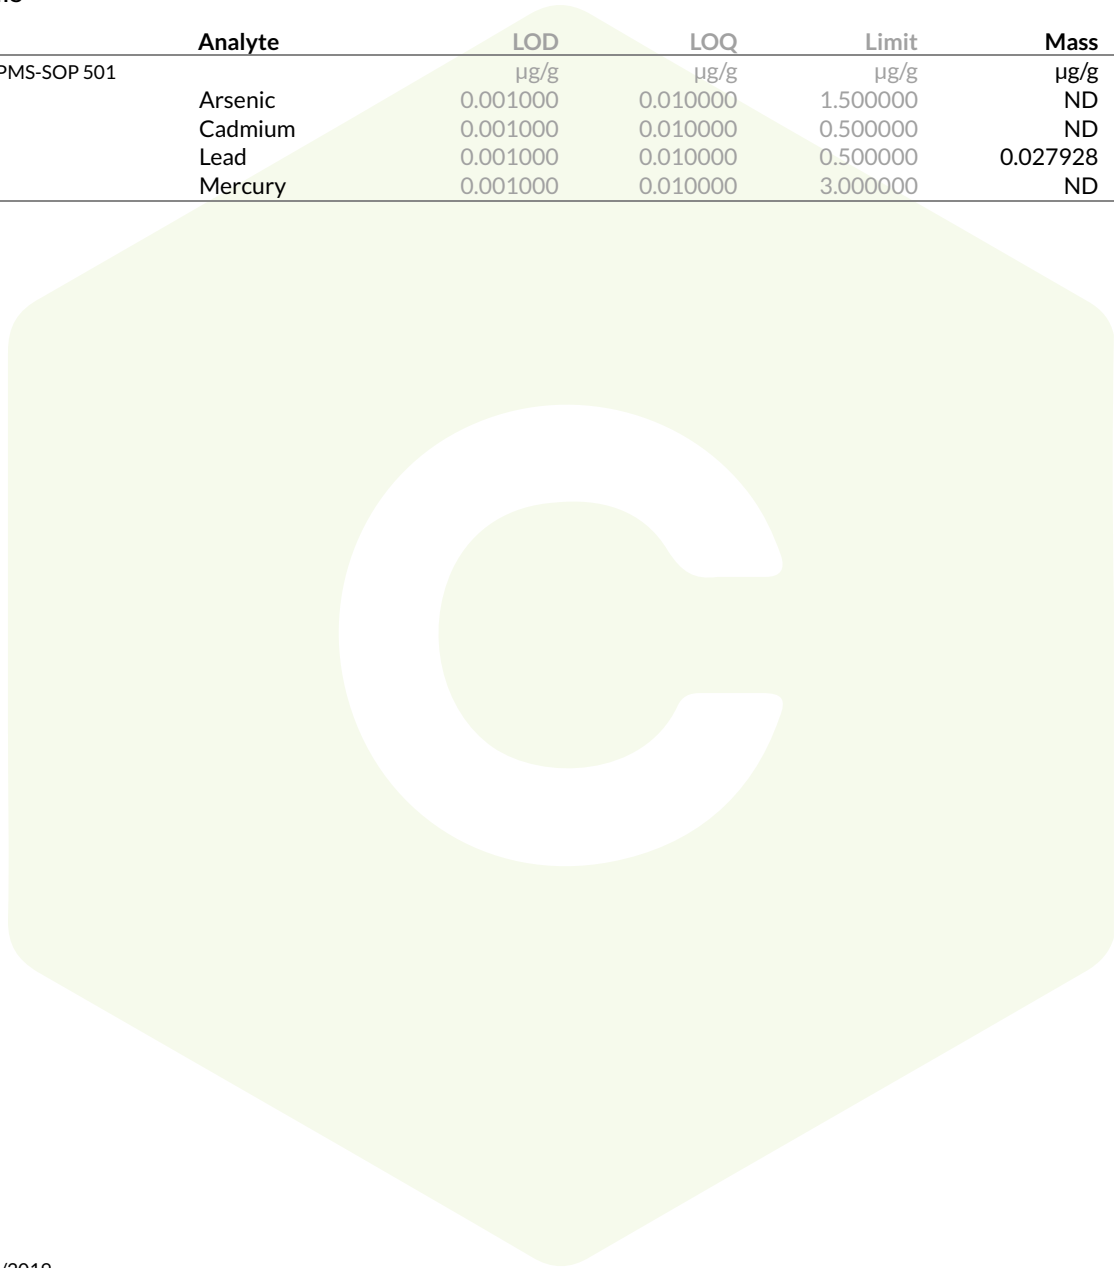 Analyte LOD LOQ Limit Mass
PMS-SOP 501 µg/g µg/g µg/g µg/g
Arsenic 0.001000 0.010000 1.500000 ND
Cadmium 0.001000 0.010000 0.500000 ND
Lead 0.001000 0.010000 0.500000 0.027928
Mercury 0.001000 0.010000 3.000000 ND
C